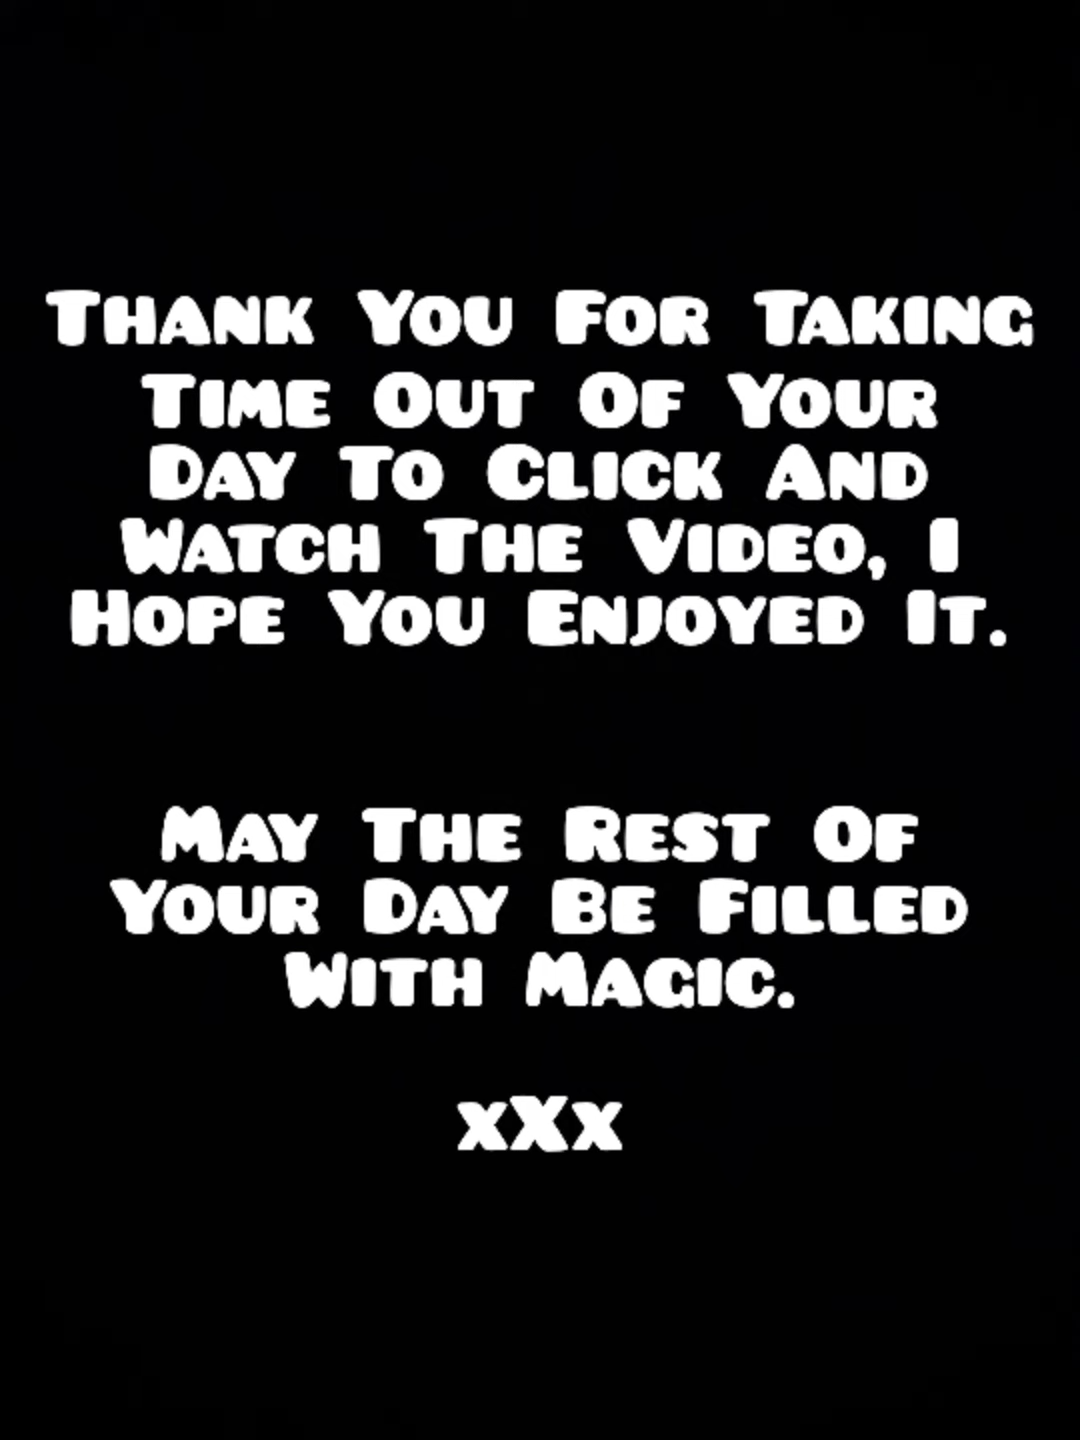 Thank You For Taking
Time Out Of Your
Day To Click And
Watch The Video, I
Hope You Enjoyed It.
May The Rest Of
Your Day Be Filled
With Magic.
xXx